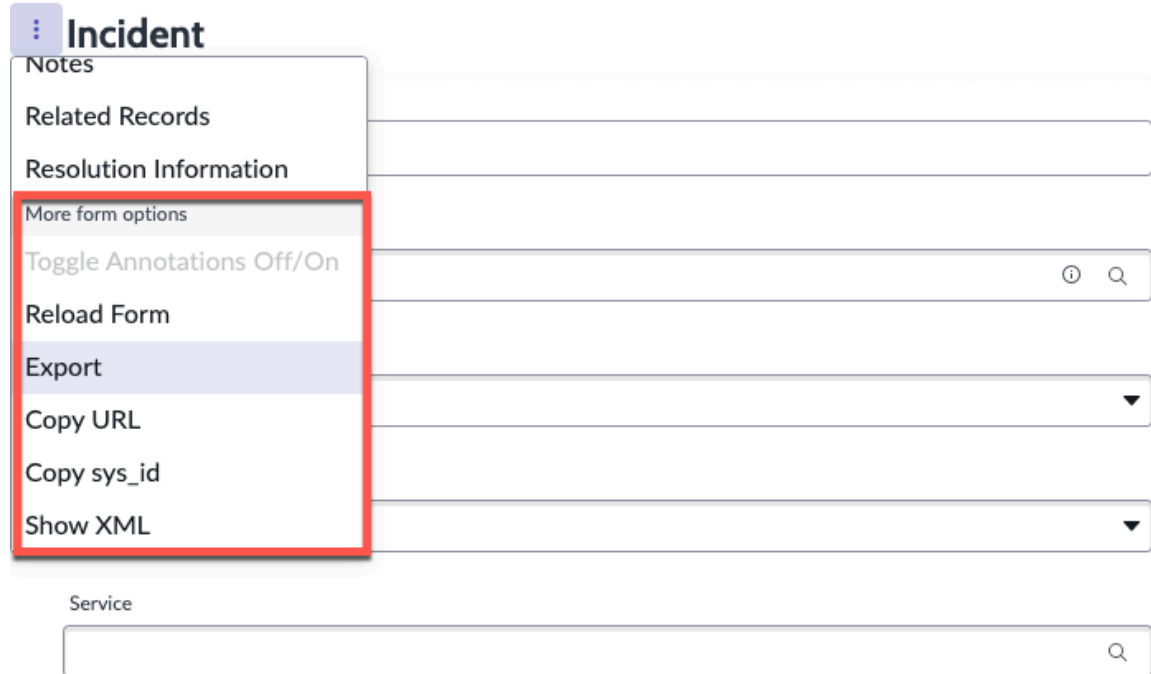 Incident
Notes
Related Records
Resolution Information
More form options
Toggle Annotations Off/On
Reload Form
Export
Copy URL
Copy sys_id
Show XML
Service